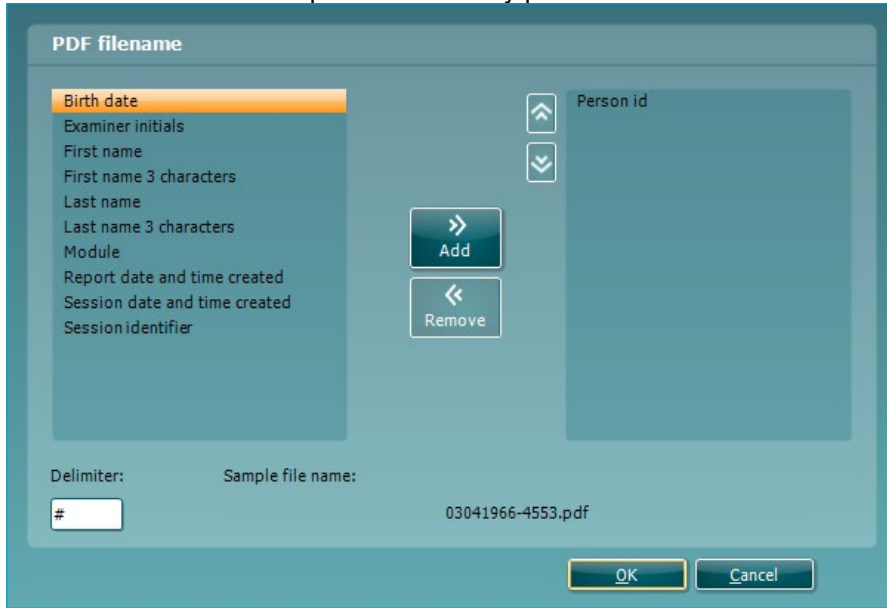 PDF filename
Birth date
Examiner initials
First name
First name 3 characters
Last name
Last name 3 characters
Module
Report date and time created
Session date and time created
Session identifier
Add
Remove
Person id
Delimiter:
Sample file name:
#
03041966-4553.pdf
OK
Cancel